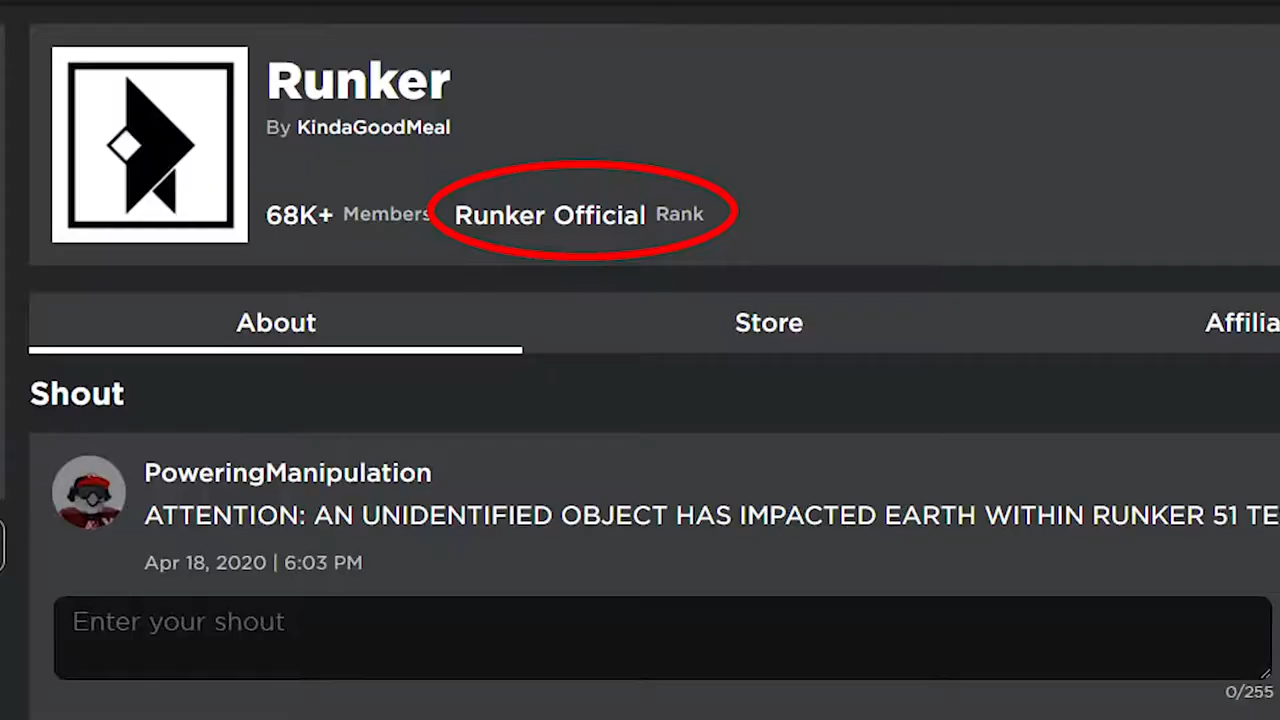 Runker
By KindaGoodMeal
68K+ Members Runker Official Rank
About Store Affilia
Shout
PoweringManipulation
ATTENTION: AN UNIDENTIFIED OBJECT HAS IMPACTED EARTH WITHIN RUNKER 51 TE
Apr 18, 2020 | 6:03 PM
Enter your shout
0/255